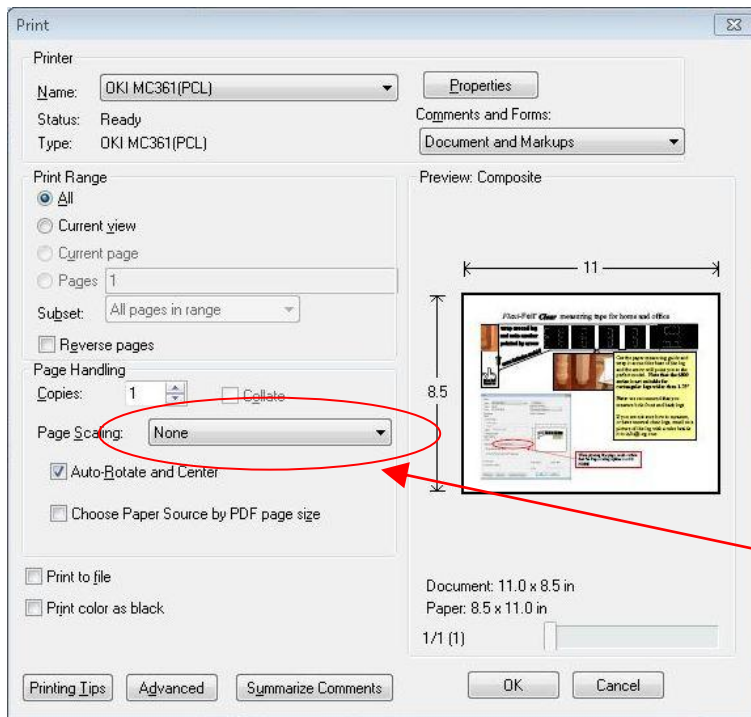 Print
Printer
Name: OKI MC361(PCL)
Properties
Status: Ready
Comments and Forms:
Type: OKI MC361(PCL)
Document and Markups
Print Range
All
Current view
Current page
Pages 1
Subset: All pages in range
Reverse pages
Page Handling
Copies: 1
Collate
Page Scaling: None
Auto-Rotate and Center
Choose Paper Source by PDF page size
Print to file
Print color as black
Preview: Composite
11
8.5
Clear measuring tape for home and office
Document: 11.0 x 8.5 in
Paper: 8.5 x 11.0 in
1/1 (1)
Printing Tips
Advanced
Summarize Comments
OK
Cancel